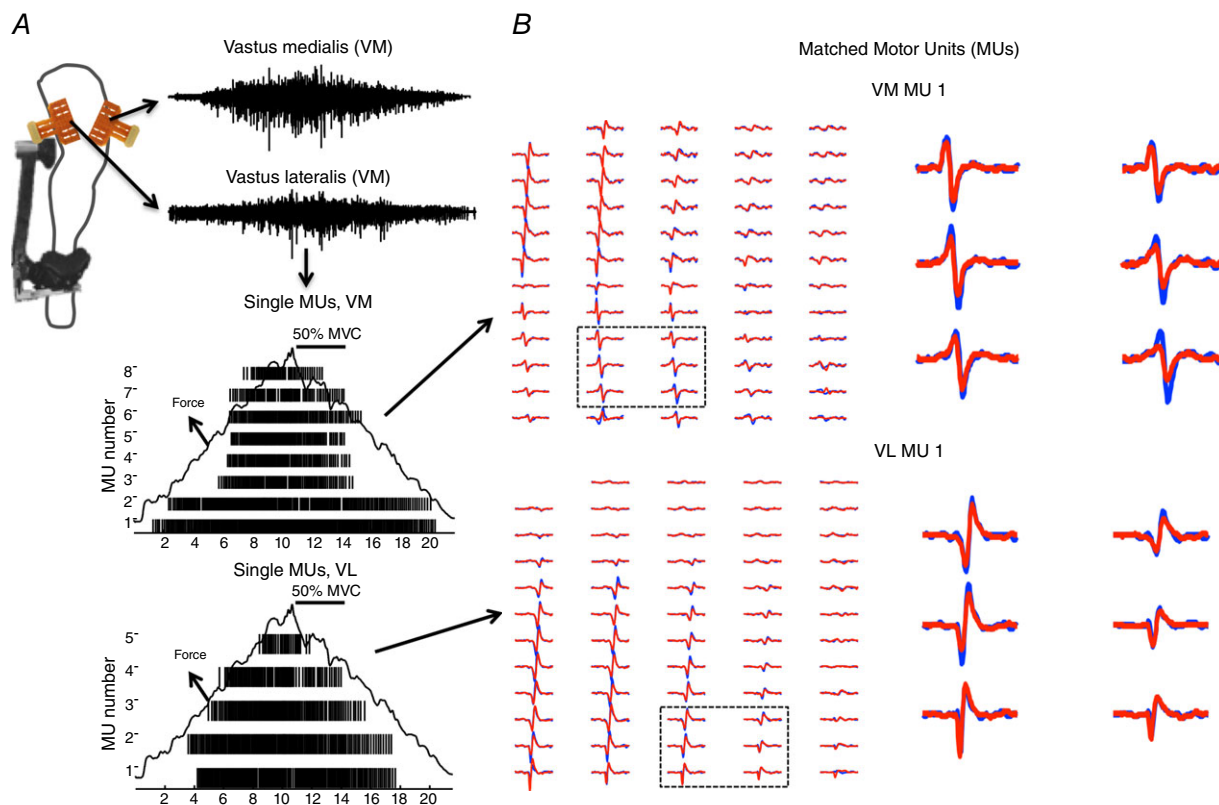 A
Vastus medialis (VM)
Vastus lateralis (VM)
Single MUs, VM
50% MVC
Force
MU number
8
7
6
5
4
3
2
1
2 4 6 8 10 12 14 16 18 20
Single MUs, VL
50% MVC
Force
MU number
5
4
3
2
1
2 4 6 8 10 12 14 16 18 20
B
Matched Motor Units (MUs)
VM MU 1
VL MU 1